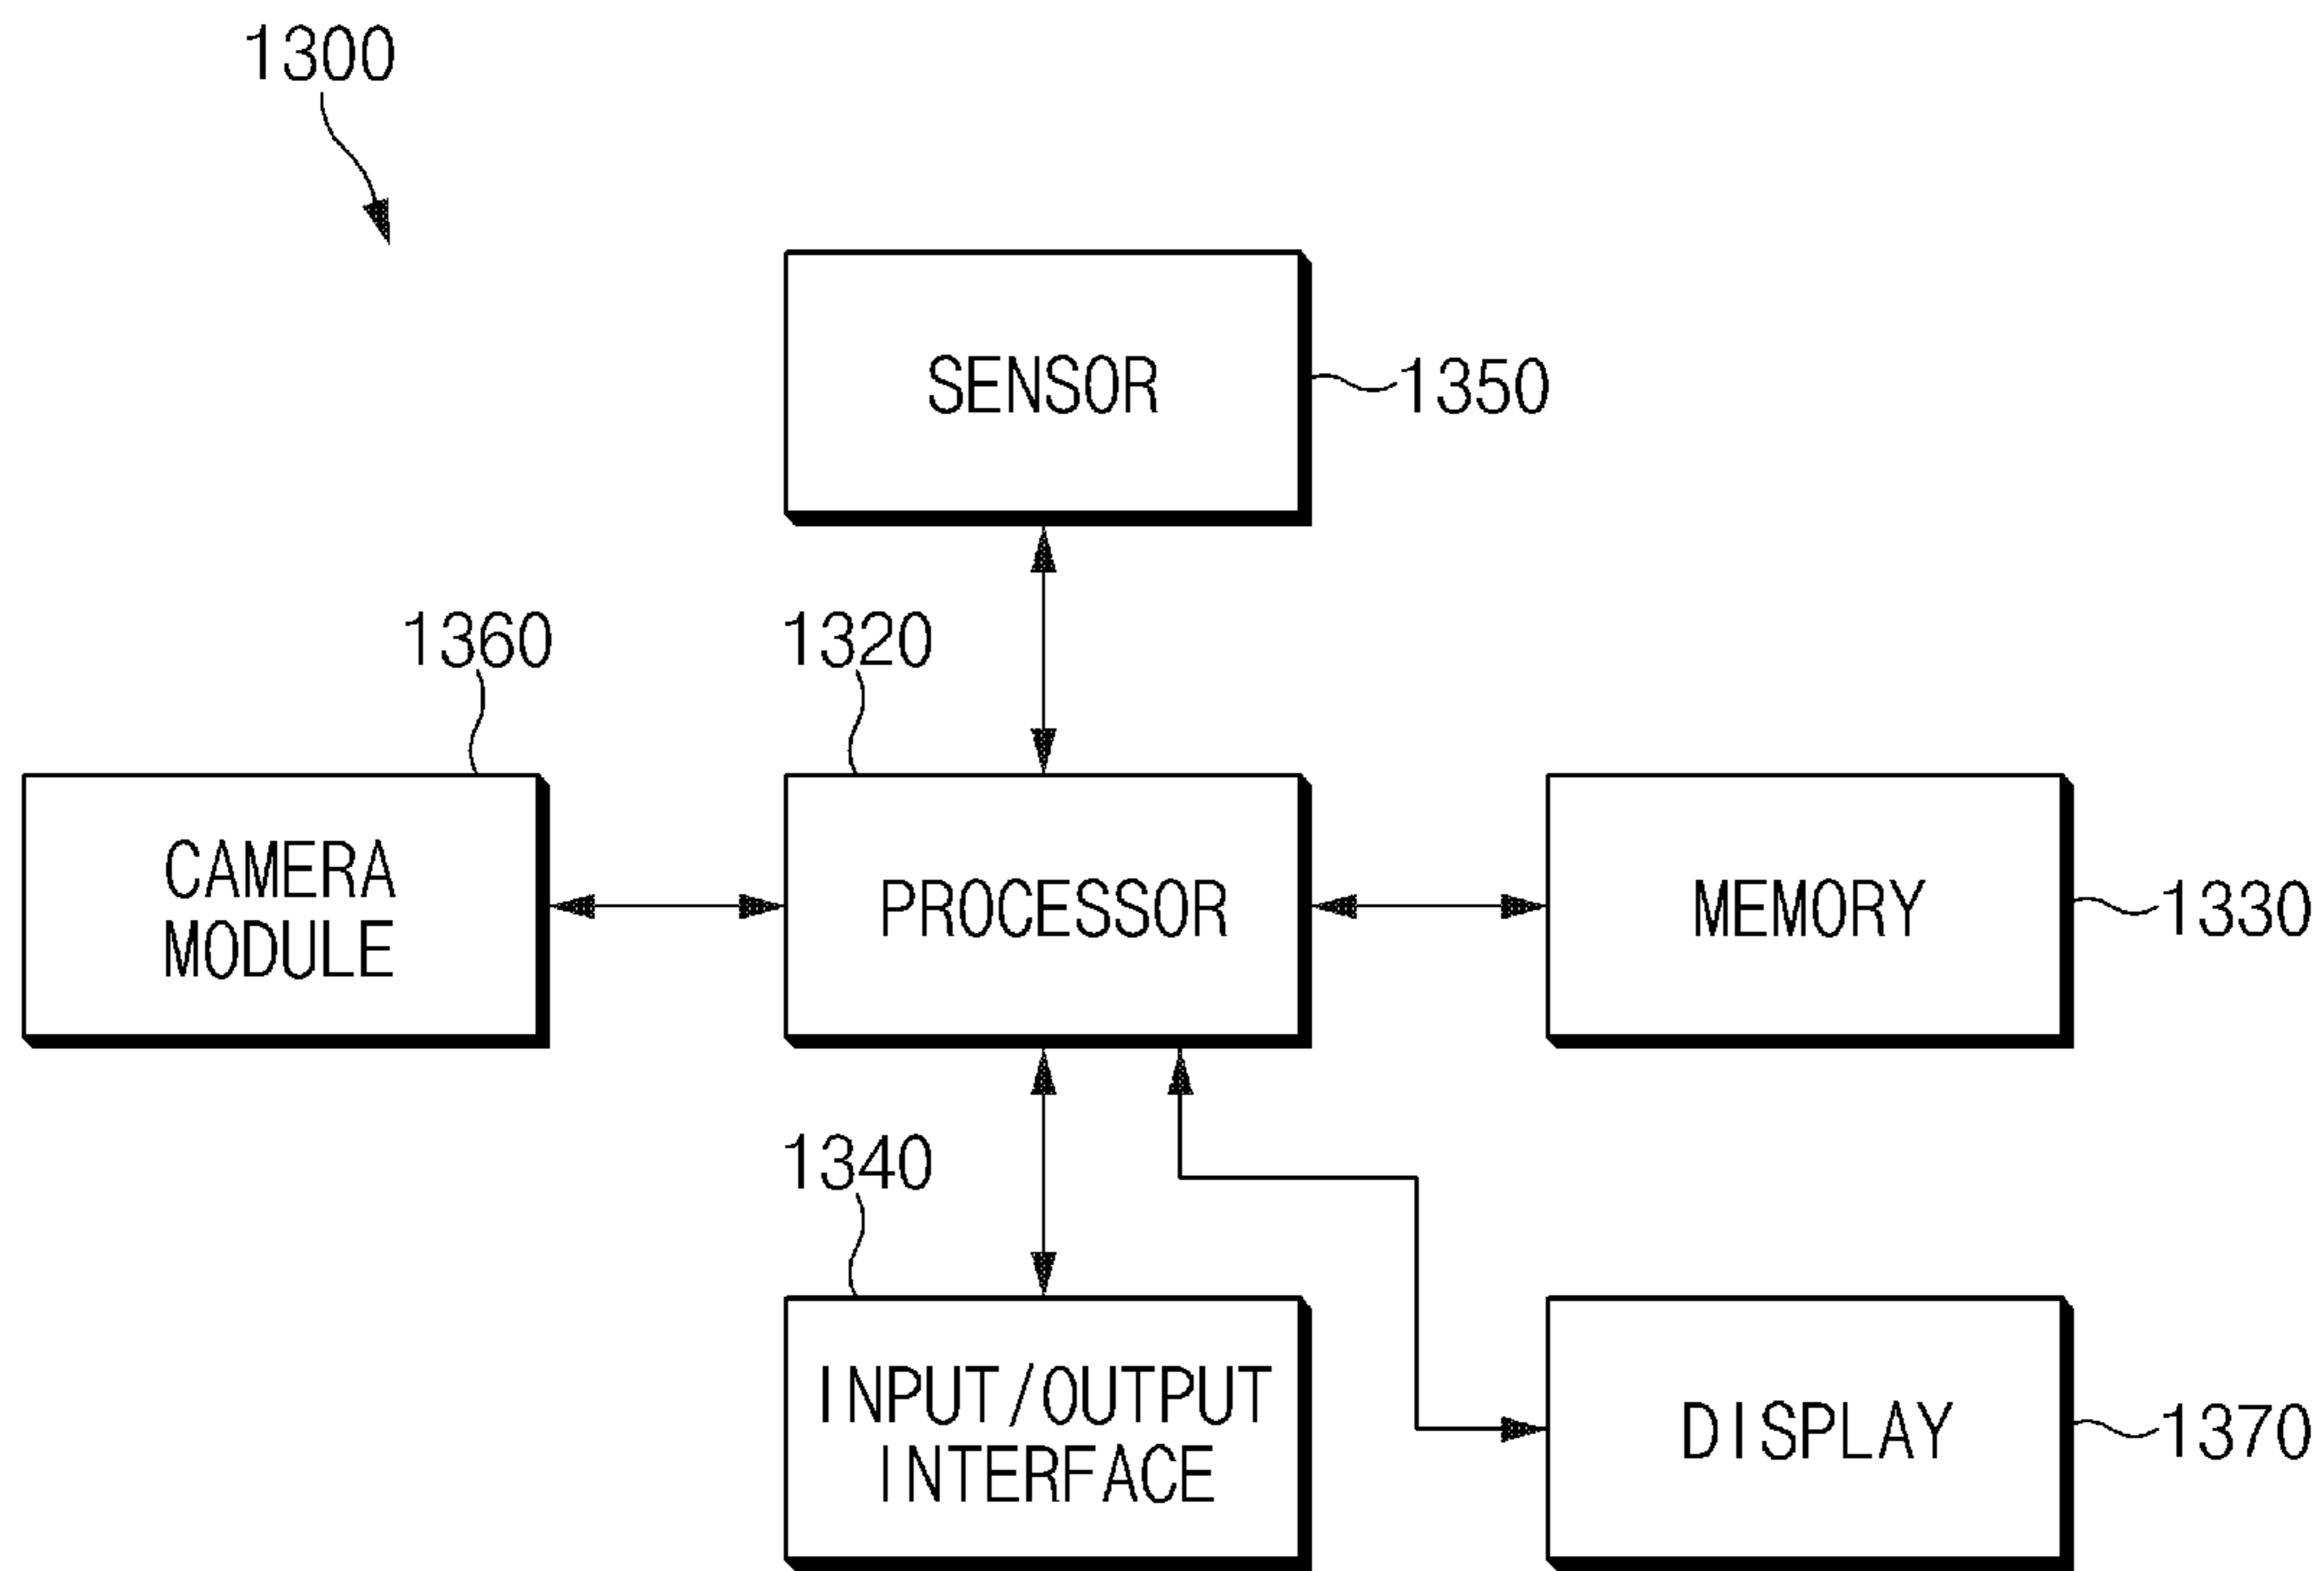 1300
SENSOR
1350
1360
1320
CAMERA
MODULE
PROCESSOR
MEMORY
1330
1340
INPUT/OUTPUT
INTERFACE
DISPLAY
1370